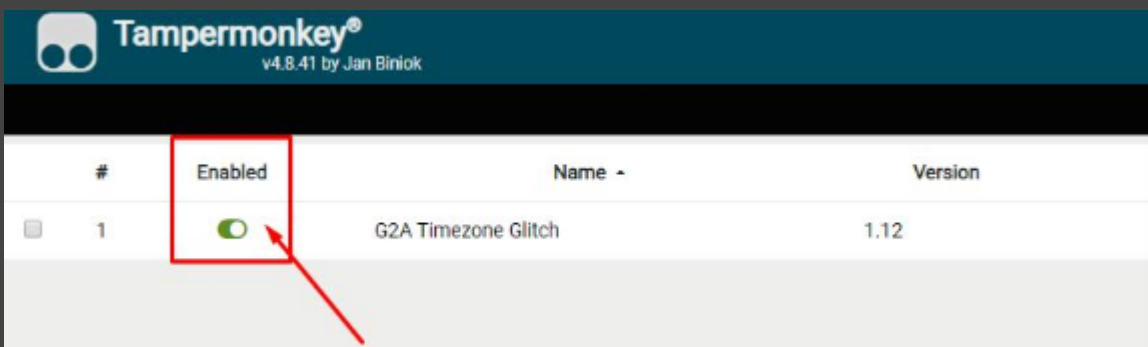 Tampermonkey®
v4.8.41 by Jan Biniok
# Enabled Name Version
1 G2A Timezone Glitch 1.12